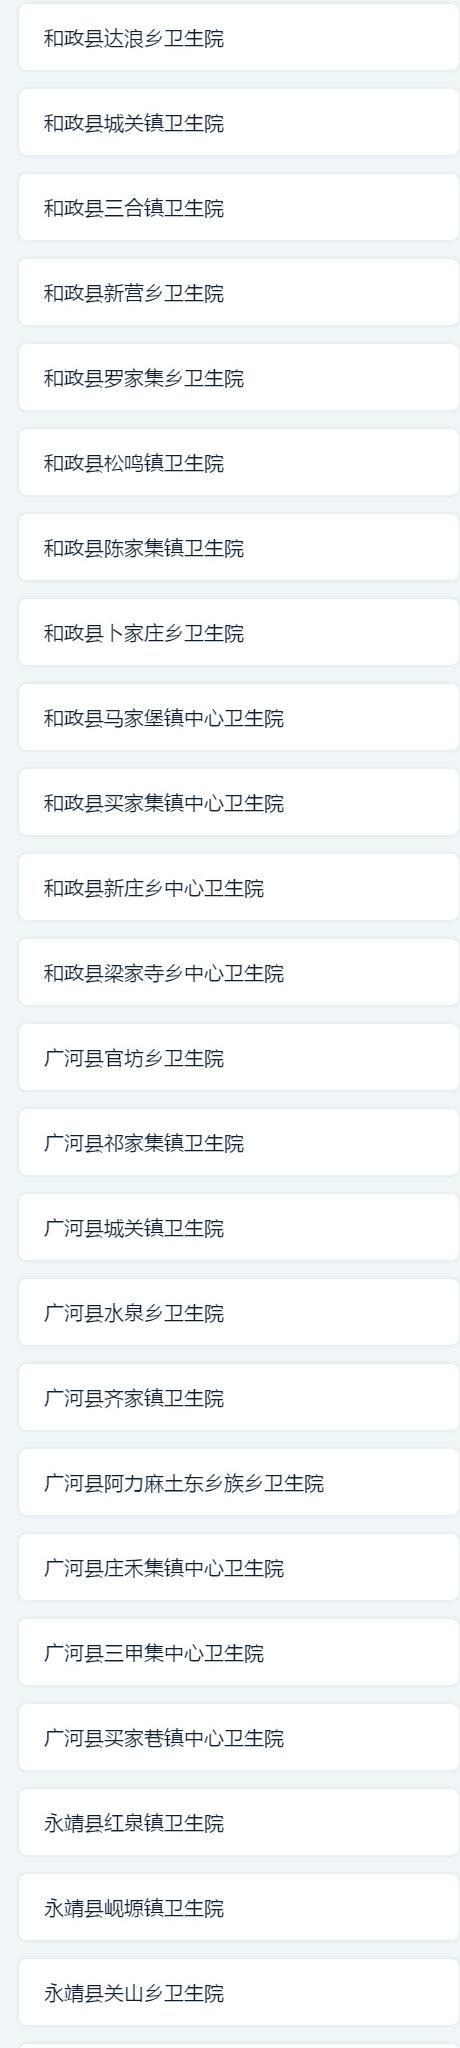 和政县达浪乡卫生院
和政县城关镇卫生院
和政县三合镇卫生院
和政县新营乡卫生院
和政县罗家集乡卫生院
和政县松鸣镇卫生院
和政县陈家集镇卫生院
和政县卜家庄乡卫生院
和政县马家堡镇中心卫生院
和政县买家集镇中心卫生院
和政县新庄乡中心卫生院
和政县梁家寺乡中心卫生院
广河县官坊乡卫生院
广河县祁家集镇卫生院
广河县城关镇卫生院
广河县水泉乡卫生院
广河县齐家镇卫生院
广河县阿力麻土东乡族乡卫生院
广河县庄禾集镇中心卫生院
广河县三甲集中心卫生院
广河县买家巷镇中心卫生院
永靖县红泉镇卫生院
永靖县岘塬镇卫生院
永靖县关山乡卫生院